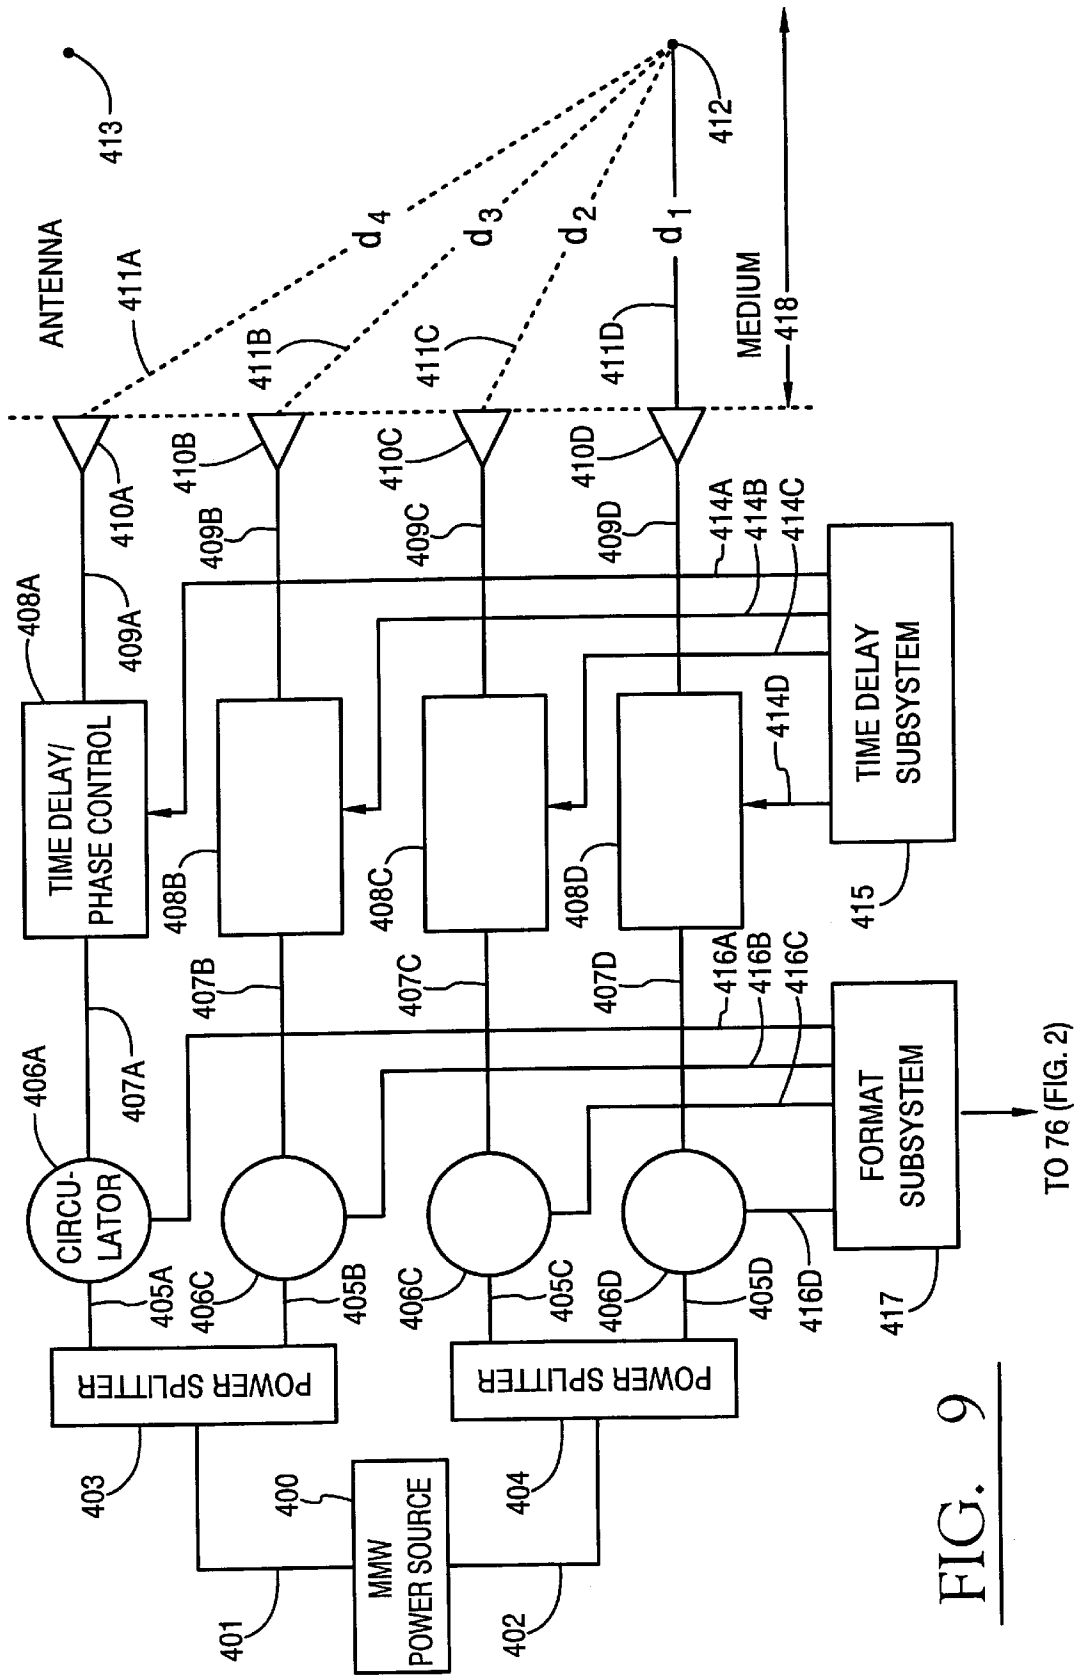 413
ANTENNA
411A
d4
d3
d2
d1
412
411B
411C
411D
MEDIUM
418
410A
410B
410C
410D
409A
409B
409C
409D
414A
414B
414C
414D
408A
TIME DELAY/
PHASE CONTROL
408B
408C
408D
TIME DELAY
SUBSYSTEM
415
407A
407B
407C
407D
416A
416B
416C
416D
406A
CIRCU-
LATOR
406C
406C
406D
FORMAT
SUBSYSTEM
417
TO 76 (FIG. 2)
405A
405B
405C
405D
POWER SPLITTER
POWER SPLITTER
403
404
400
MMW
POWER SOURCE
401
402
FIG. 9